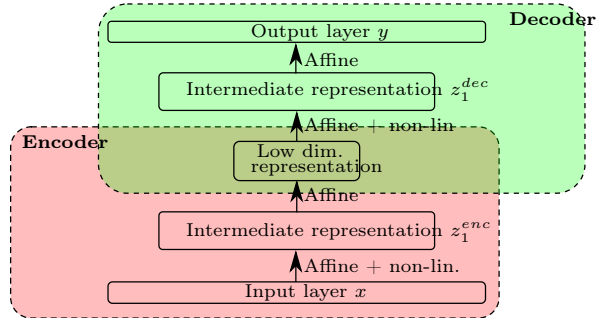 Decoder
Output layer y
Affine
Intermediate representation z_1^{dec}
Affine + non-lin
Encoder
Low dim.
representation
Affine
Intermediate representation z_1^{enc}
Affine + non-lin.
Input layer x